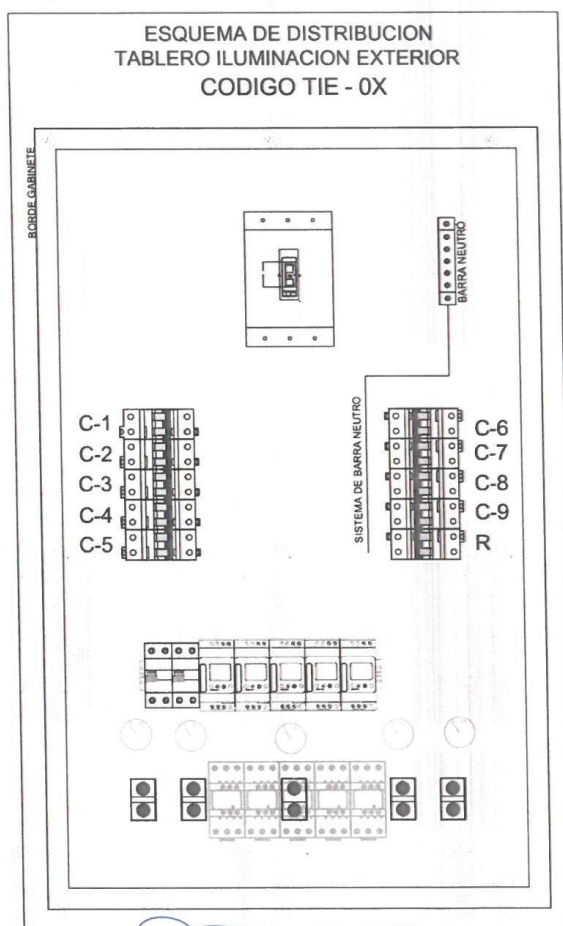 ESQUEMA DE DISTRIBUCION
TABLERO ILUMINACION EXTERIOR
CODIGO TIE - 0X
BORDE GABINETE
BARRA NEUTRO
SISTEMA DE BARRA NEUTRO
C-1
C-2
C-3
C-4
C-5
C-6
C-7
C-8
C-9
R